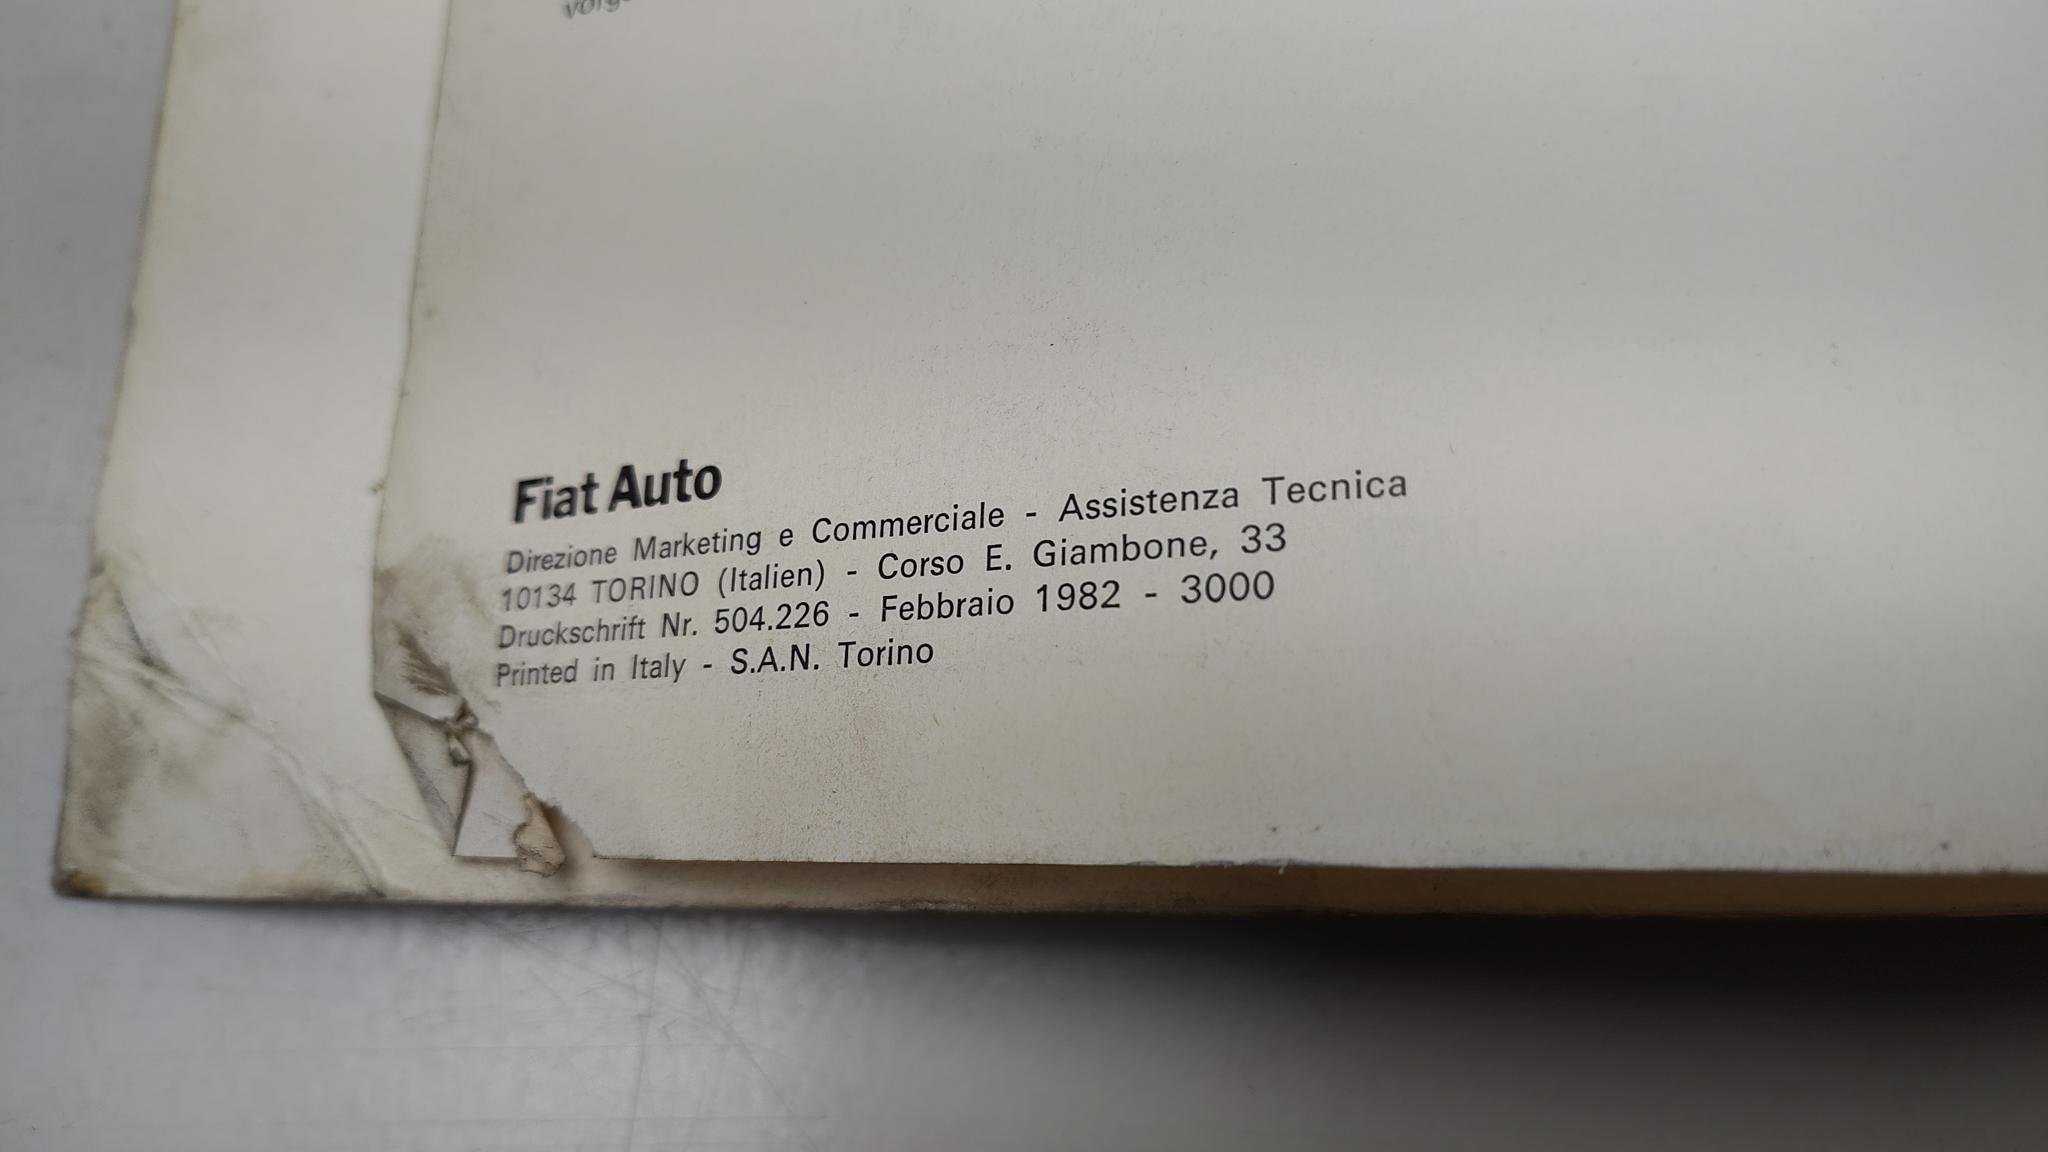 Fiat Auto
Direzione Marketing e Commerciale - Assistenza Tecnica
10134 TORINO (Italien) - Corso E. Giambone, 33
Druckschrift Nr. 504.226 - Febbraio 1982 - 3000
Printed in Italy - S.A.N. Torino